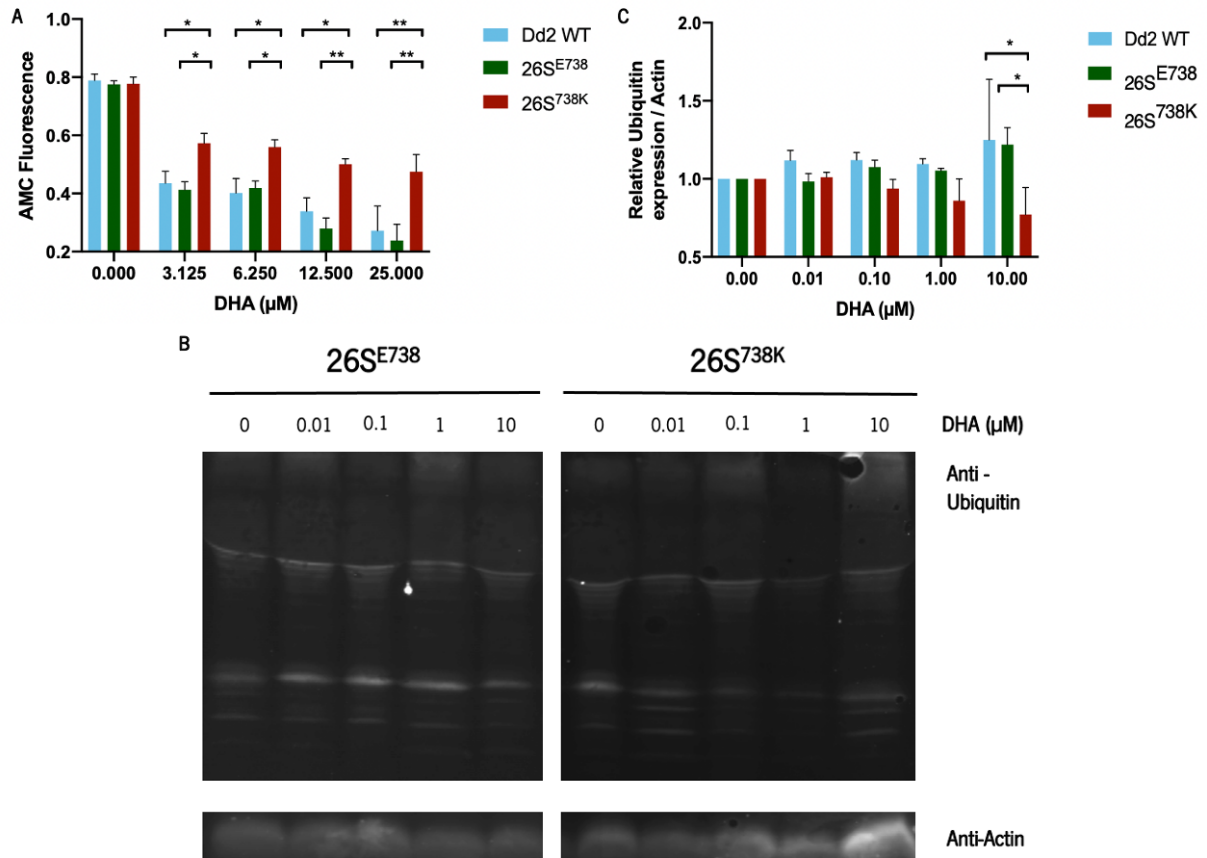 A
AMC Fluorescence
1.0
0.8
0.6
0.4
0.2
* * * **
* * ** **
0.000 3.125 6.250 12.500 25.000
DHA (µM)
Dd2 WT
26S^E738
26S^738K
C
Relative Ubiquitin
expression / Actin
2.0
1.5
1.0
0.5
*
*
0.00 0.01 0.10 1.00 10.00
DHA (µM)
Dd2 WT
26S^E738
26S^738K
B
26S^E738 26S^738K
0 0.01 0.1 1 10 0 0.01 0.1 1 10 DHA (µM)
Anti -
Ubiquitin
Anti-Actin